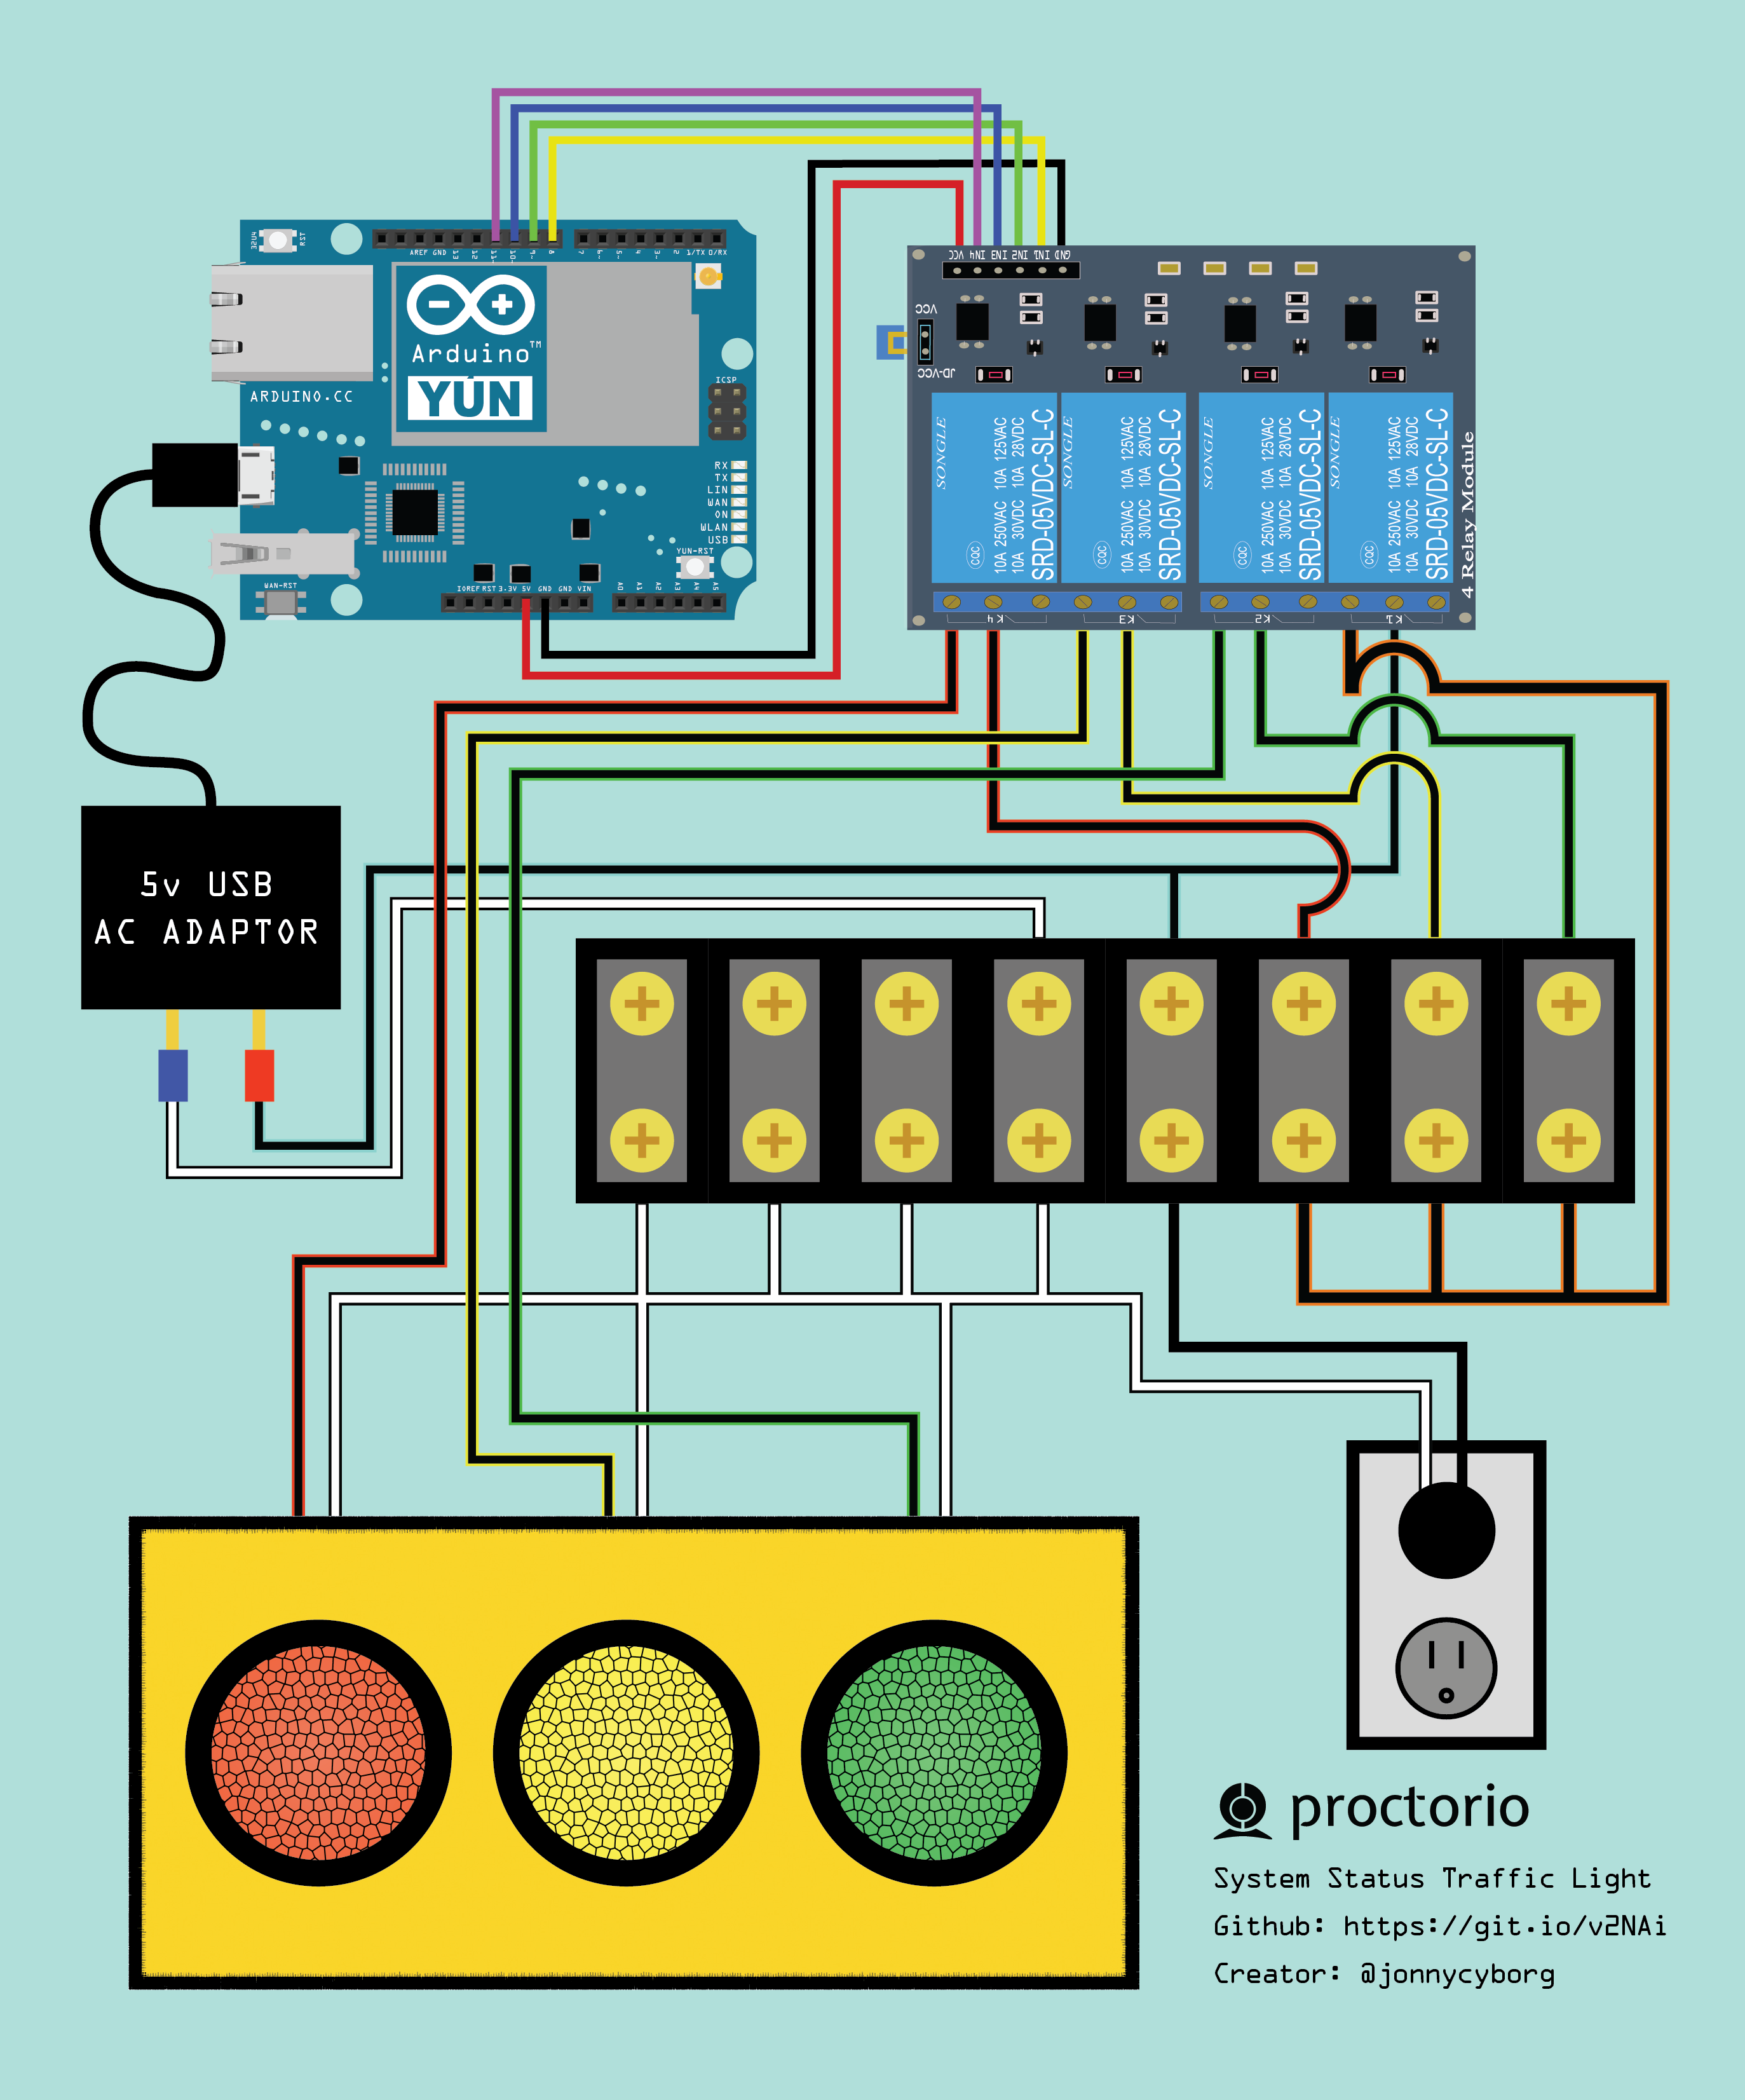 32U4
RST
AREF GND 13 12 11~ 10~ 9~ 8
7 6~ 5~ 4 3~ 2 1/TX 0/RX
Arduino™
YÚN
ARDUINO.CC
ICSP
RX
TX
LIN
WAN
ON
WLAN
USB
YUN-RST
WAN-RST
IOREF RST 3.3V 5V GND GND VIN
A0 A1 A2 A3 A4 A5
VCC IN4 IN3 IN2 IN1 GND
VCC
JD-VCC
SONGLE
CQC
10A 250VAC 10A 125VAC
10A 30VDC 10A 28VDC
SRD-05VDC-SL-C
SONGLE
CQC
10A 250VAC 10A 125VAC
10A 30VDC 10A 28VDC
SRD-05VDC-SL-C
SONGLE
CQC
10A 250VAC 10A 125VAC
10A 30VDC 10A 28VDC
SRD-05VDC-SL-C
SONGLE
CQC
10A 250VAC 10A 125VAC
10A 30VDC 10A 28VDC
SRD-05VDC-SL-C
4 Relay Module
K4 K3 K2 K1
5v USB
AC ADAPTOR
proctorio
System Status Traffic Light
Github: https://git.io/v2NAi
Creator: @jonnycyborg